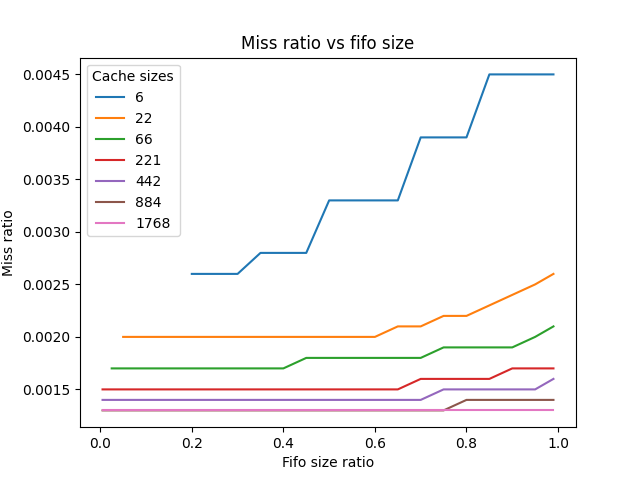 Miss ratio vs fifo size
Miss ratio
0.0045
0.0040
0.0035
0.0030
0.0025
0.0020
0.0015
Cache sizes
6
22
66
221
442
884
1768
0.0 0.2 0.4 0.6 0.8 1.0
Fifo size ratio